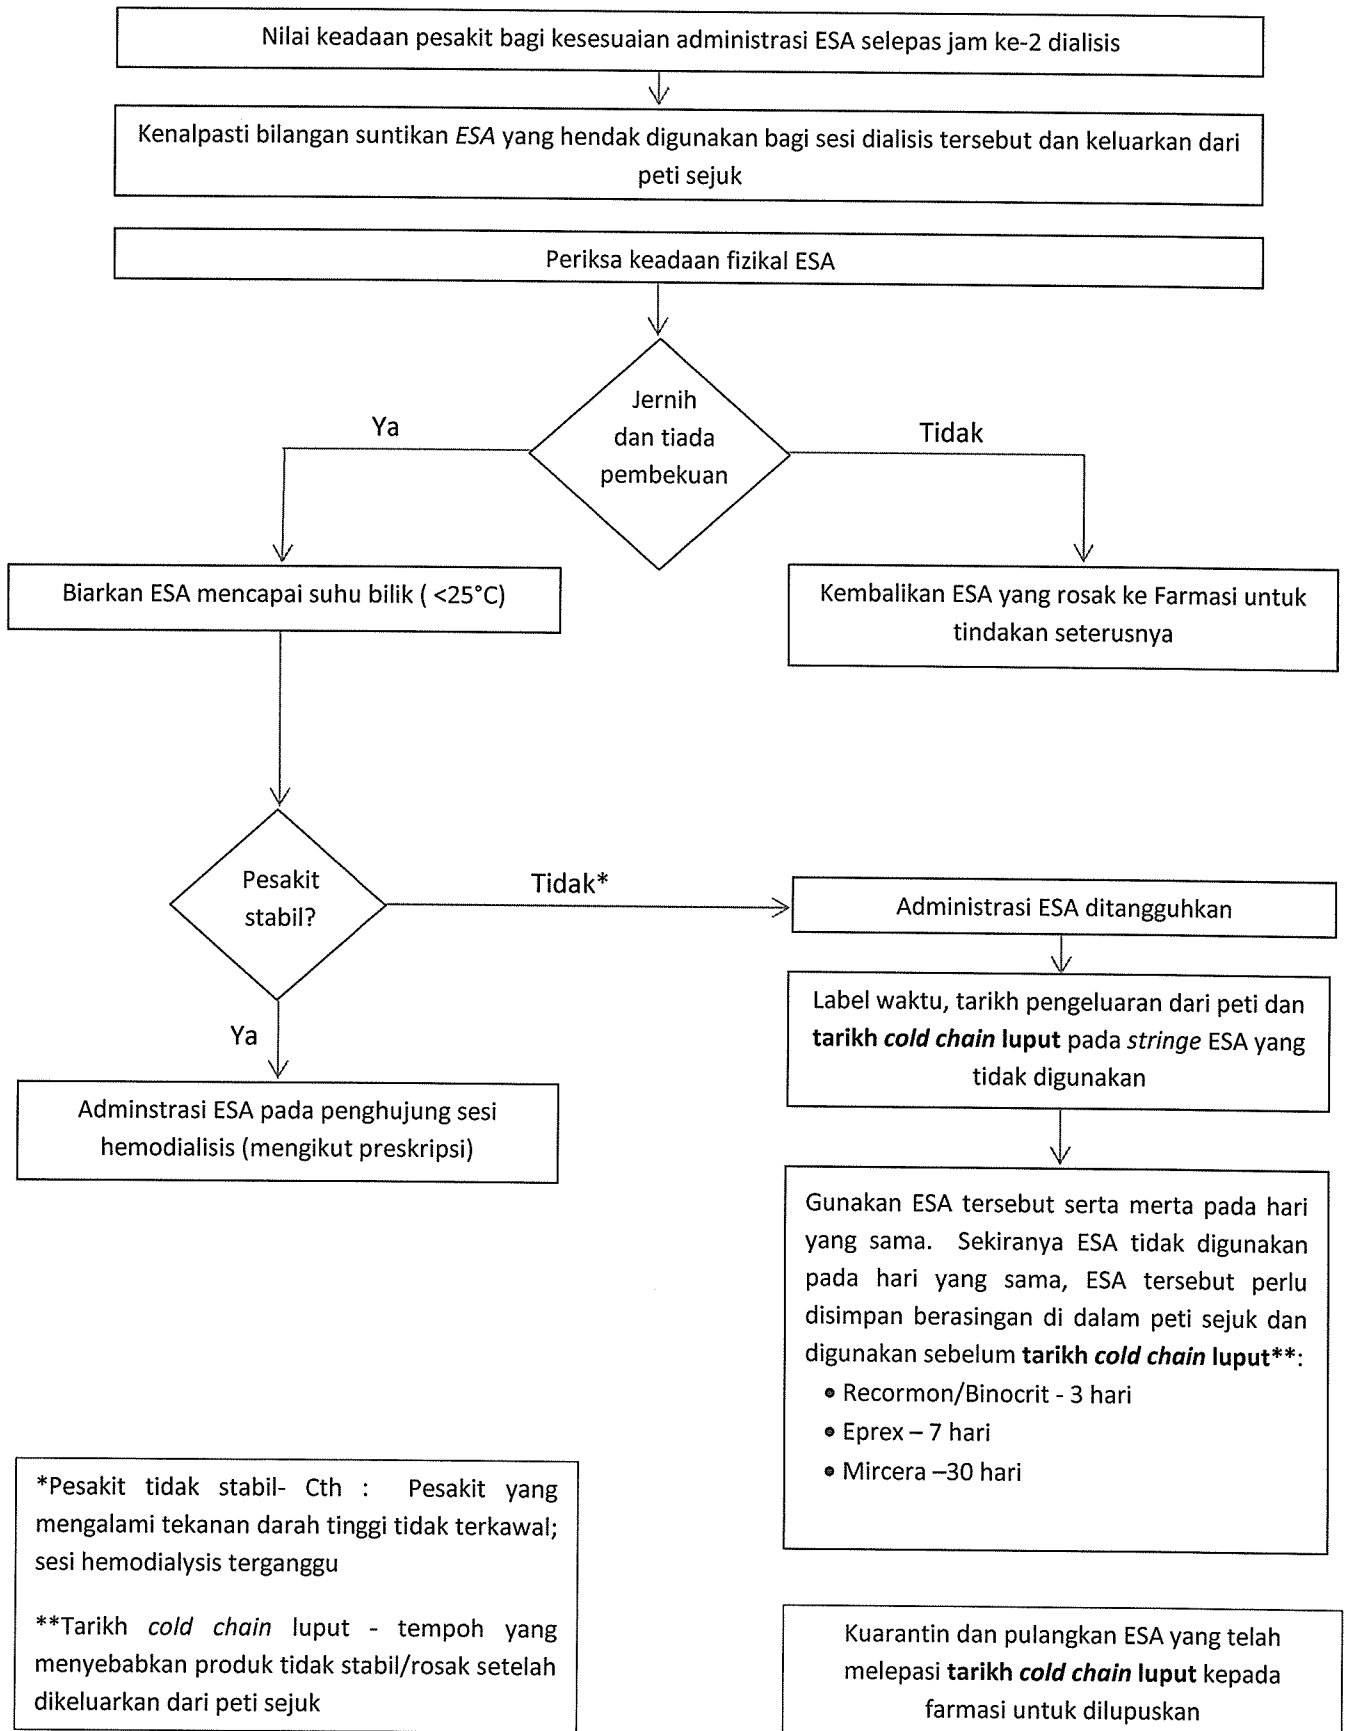 Nilai keadaan pesakit bagi kesesuaian administrasi ESA selepas jam ke-2 dialisis
Kenalpasti bilangan suntikan ESA yang hendak digunakan bagi sesi dialisis tersebut dan keluarkan dari
peti sejuk
Periksa keadaan fizikal ESA
Jernih
dan tiada
pembekuan
Ya
Tidak
Biarkan ESA mencapai suhu bilik ( <25°C)
Kembalikan ESA yang rosak ke Farmasi untuk
tindakan seterusnya
Pesakit
stabil?
Tidak*
Administrasi ESA ditangguhkan
Label waktu, tarikh pengeluaran dari peti dan
tarikh cold chain luput pada stringe ESA yang
tidak digunakan
Ya
Adminstrasi ESA pada penghujung sesi
hemodialisis (mengikut preskripsi)
Gunakan ESA tersebut serta merta pada hari
yang sama. Sekiranya ESA tidak digunakan
pada hari yang sama, ESA tersebut perlu
disimpan berasingan di dalam peti sejuk dan
digunakan sebelum tarikh cold chain luput**:
• Recormon/Binocrit - 3 hari
• Eprex – 7 hari
• Mircera –30 hari
*Pesakit tidak stabil- Cth : Pesakit yang
mengalami tekanan darah tinggi tidak terkawal;
sesi hemodialysis terganggu
**Tarikh cold chain luput - tempoh yang
menyebabkan produk tidak stabil/rosak setelah
dikeluarkan dari peti sejuk
Kuarantin dan pulangkan ESA yang telah
melepasi tarikh cold chain luput kepada
farmasi untuk dilupuskan